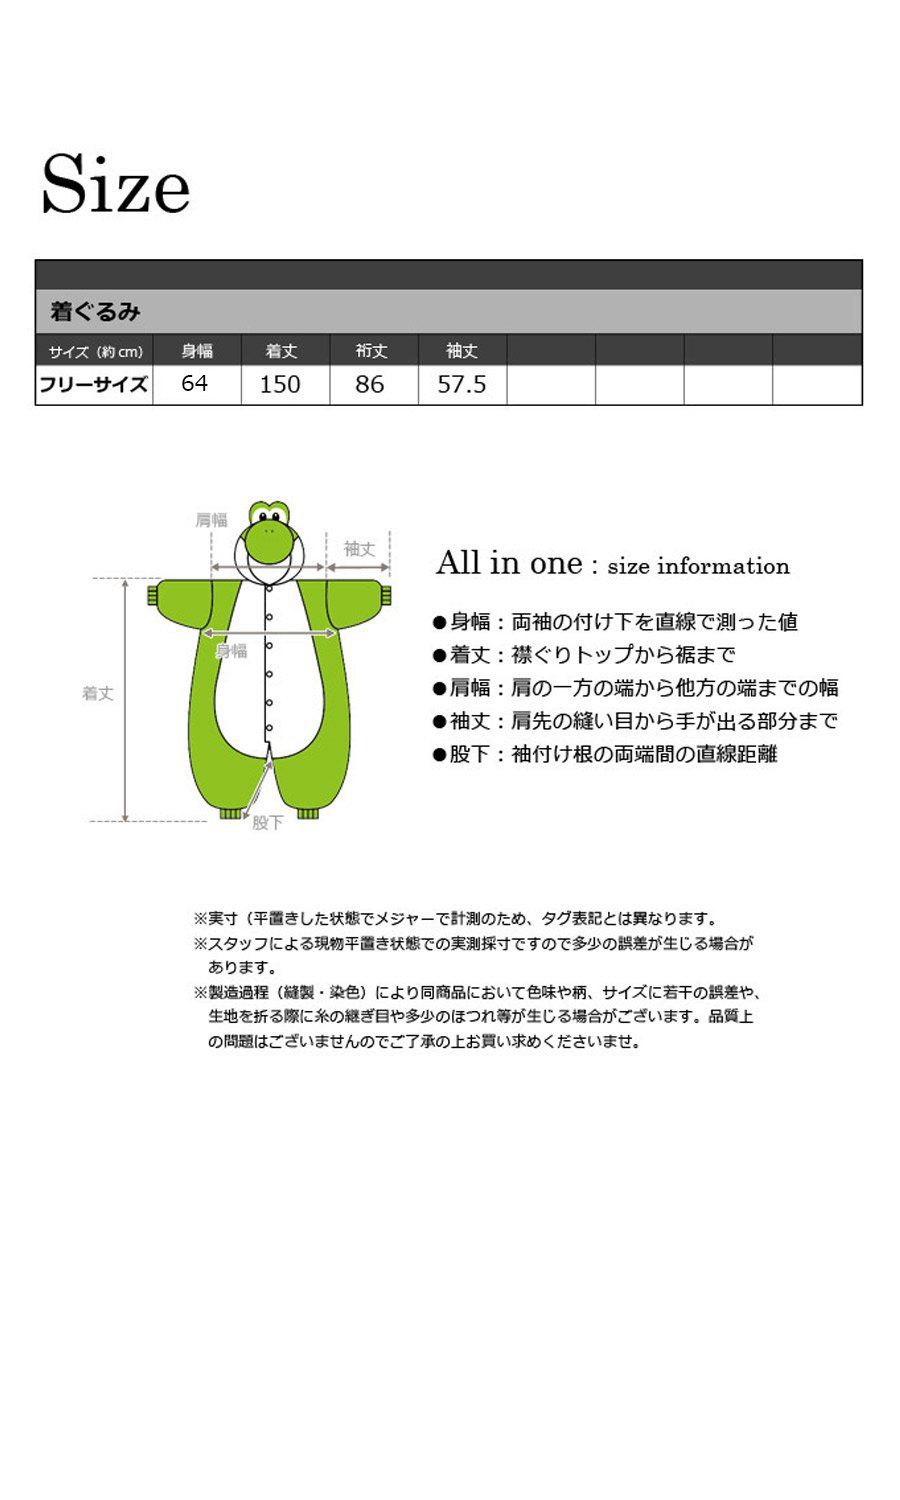 Size
着ぐるみ
サイズ（約 cm） 身幅 着丈 裄丈 袖丈
フリーサイズ 64 150 86 57.5
肩幅
袖丈
身幅
着丈
股下
All in one : size information
●身幅：両袖の付け下を直線で測った値
●着丈：襟ぐりトップから裾まで
●肩幅：肩の一方の端から他方の端までの幅
●袖丈：肩先の縫い目から手が出る部分まで
●股下：袖付け根の両端間の直線距離
※実寸（平置きした状態でメジャーで計測のため、タグ表記とは異なります。
※スタッフによる現物平置き状態での実測採寸ですので多少の誤差が生じる場合が
あります。
※製造過程（縫製・染色）により同商品において色味や柄、サイズに若干の誤差や、
生地を折る際に糸の継ぎ目や多少のほつれ等が生じる場合がございます。品質上
の問題はございませんのでご了承の上お買い求めくださいませ。